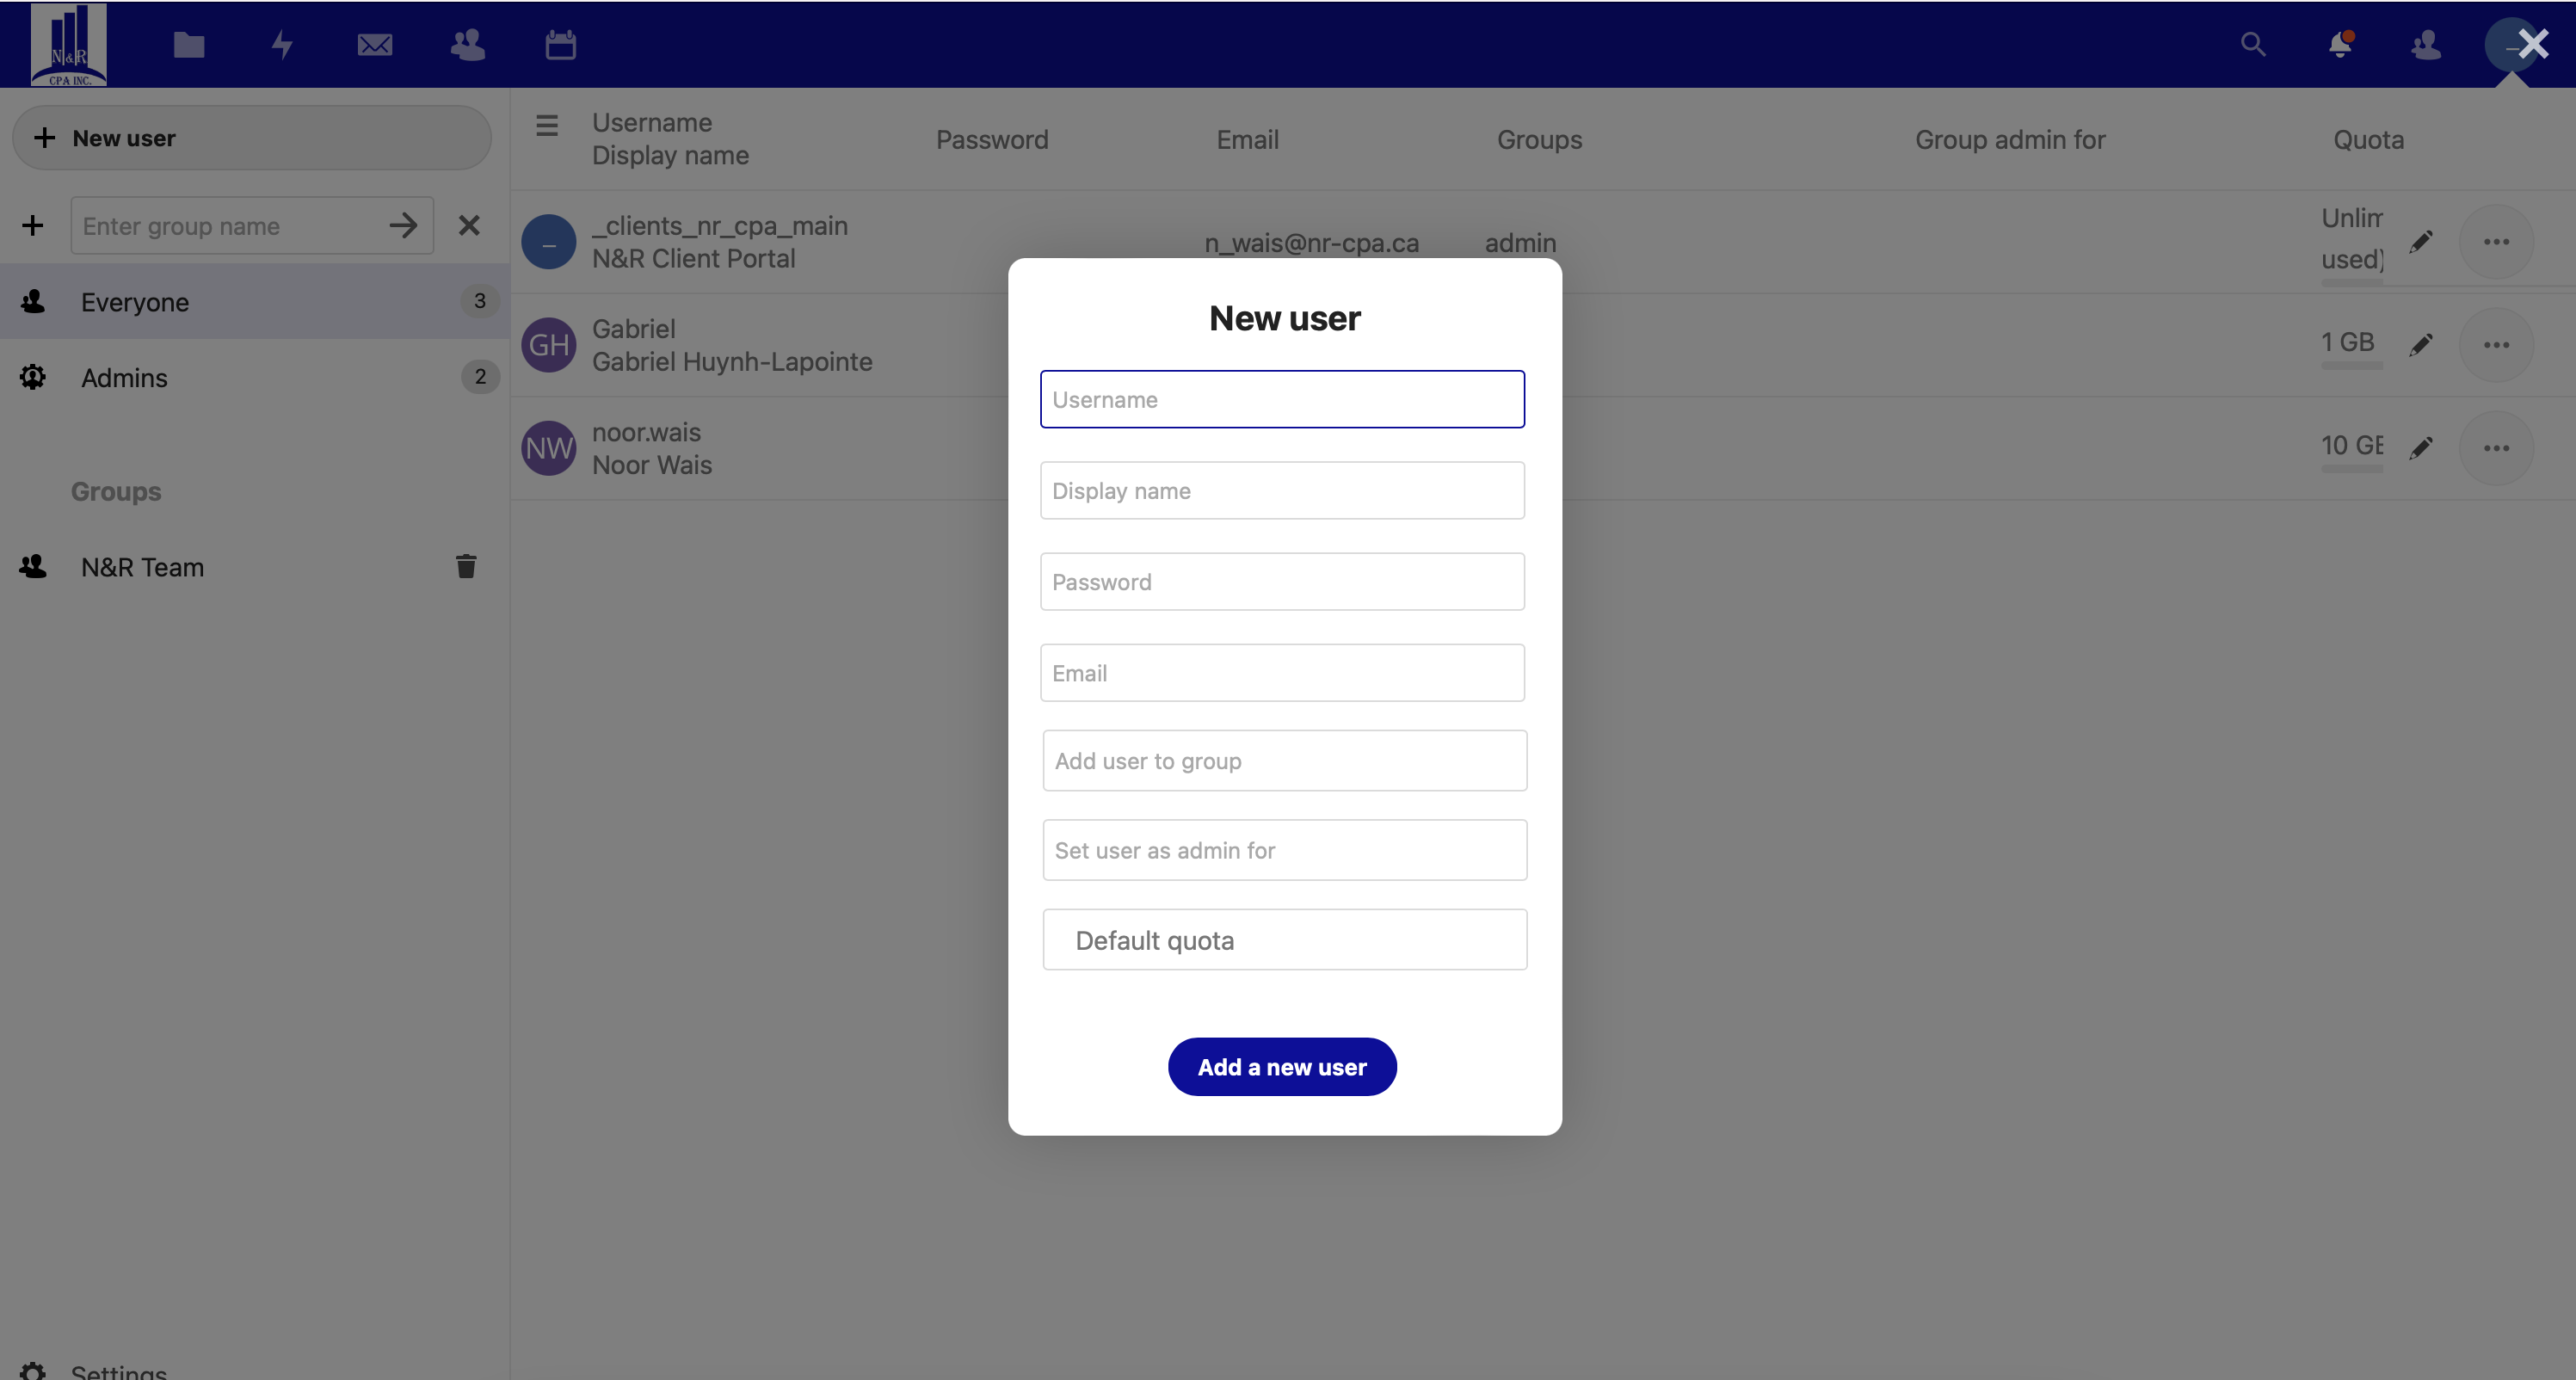 N&R
CPA INC.
New user
Enter group name
Everyone
3
Admins
2
Groups
N&R Team
Settings
Username
Display name
Password
Email
Groups
Group admin for
Quota
_
_clients_nr_cpa_main
N&R Client Portal
n_wais@nr-cpa.ca
admin
Unlim
used)
GH
Gabriel
Gabriel Huynh-Lapointe
1 GB
NW
noor.wais
Noor Wais
10 GB
New user
Username
Display name
Password
Email
Add user to group
Set user as admin for
Default quota
Add a new user